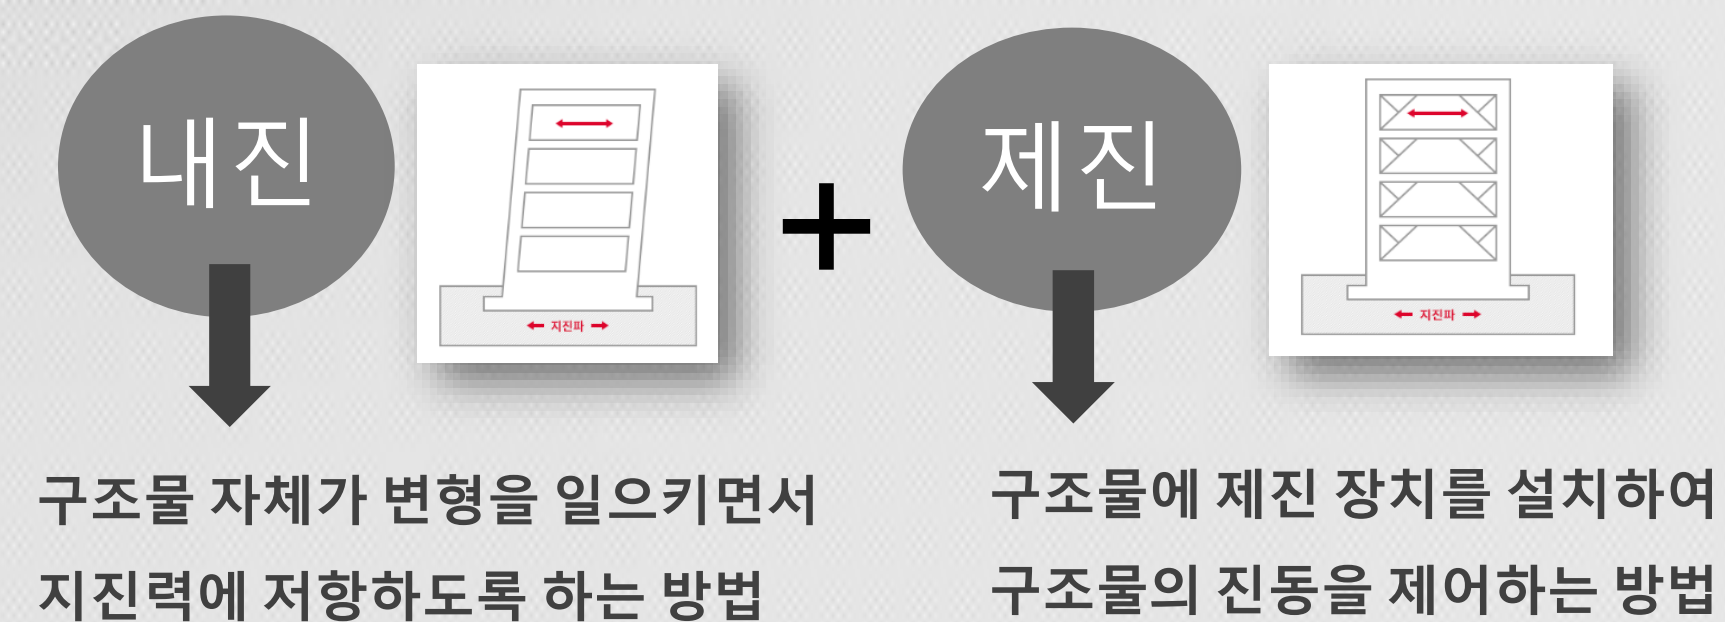 내진
지진파
구조물 자체가 변형을 일으키면서
지진력에 저항하도록 하는 방법
+
제진
지진파
구조물에 제진 장치를 설치하여
구조물의 진동을 제어하는 방법